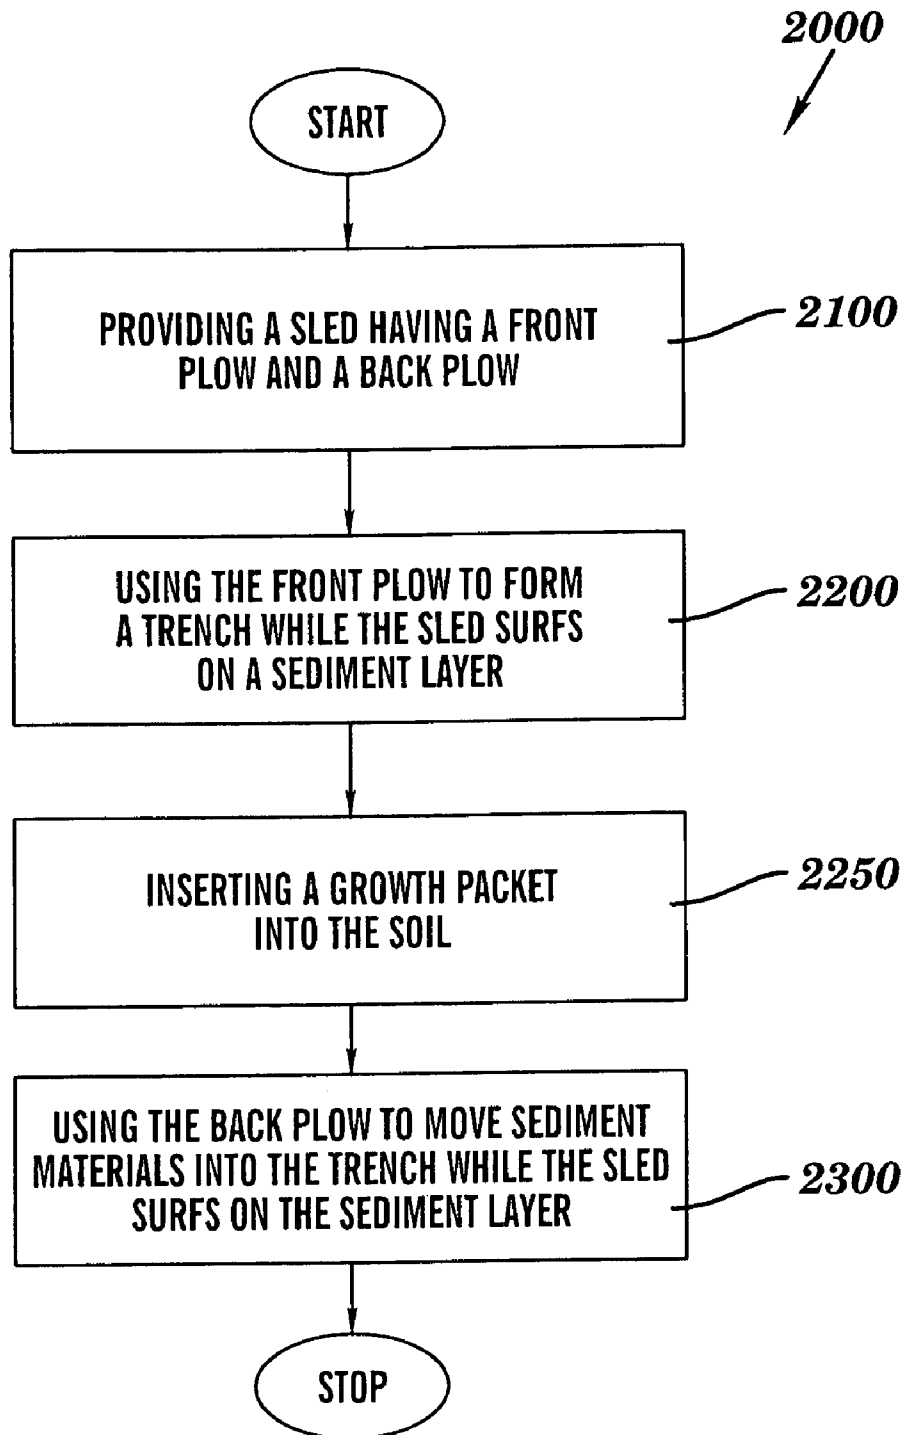 2000
START
PROVIDING A SLED HAVING A FRONT
PLOW AND A BACK PLOW
2100
USING THE FRONT PLOW TO FORM
A TRENCH WHILE THE SLED SURFS
ON A SEDIMENT LAYER
2200
INSERTING A GROWTH PACKET
INTO THE SOIL
2250
USING THE BACK PLOW TO MOVE SEDIMENT
MATERIALS INTO THE TRENCH WHILE THE SLED
SURFS ON THE SEDIMENT LAYER
2300
STOP